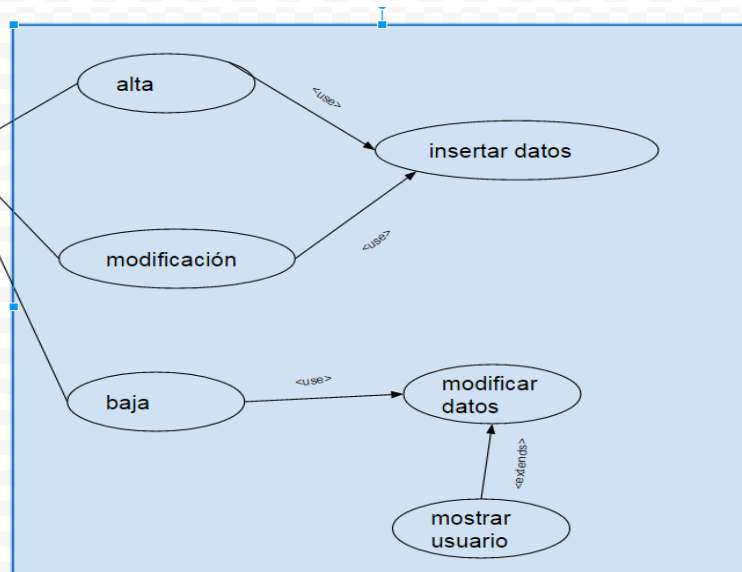 alta
<use>
insertar datos
<use>
modificación
<use>
baja
modificar
datos
<extends>
mostrar
usuario